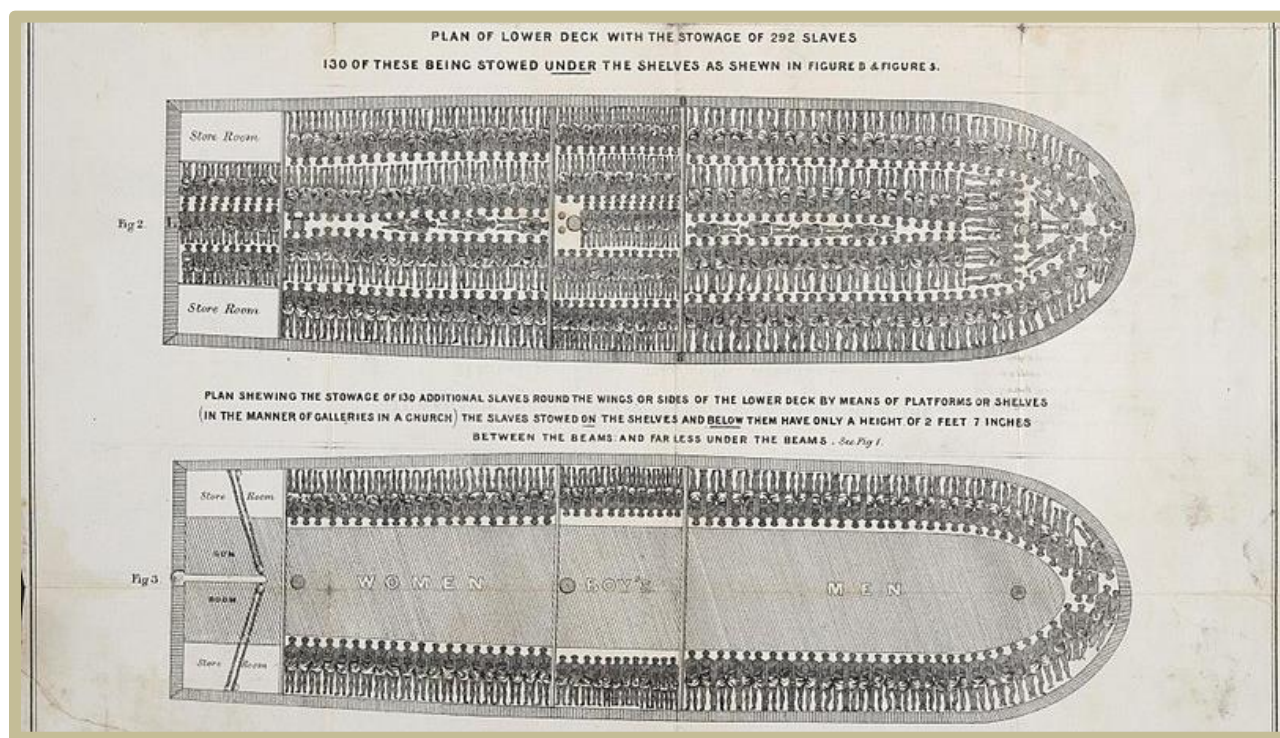 PLAN OF LOWER DECK WITH THE STOWAGE OF 292 SLAVES
130 OF THESE BEING STOWED UNDER THE SHELVES AS SHEWN IN FIGURE D & FIGURE 5.
Store Room
Fig 2
Store Room
PLAN SHEWING THE STOWAGE OF 130 ADDITIONAL SLAVES ROUND THE WINGS OR SIDES OF THE LOWER DECK BY MEANS OF PLATFORMS OR SHELVES
(IN THE MANNER OF GALLERIES IN A CHURCH) THE SLAVES STOWED ON THE SHELVES AND BELOW THEM HAVE ONLY A HEIGHT OF 2 FEET 7 INCHES
BETWEEN THE BEAMS: AND FAR LESS UNDER THE BEAMS. See Fig 1.
Store Room
GUN
Fig 3
WOMEN BOY'S MEN
ROOM
Store Room